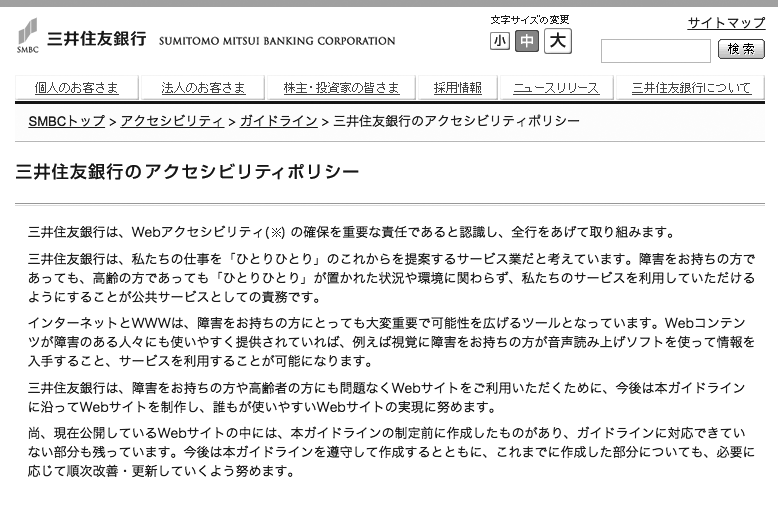 文字サイズの変更
サイトマップ
SMBC 三井住友銀行 SUMITOMO MITSUI BANKING CORPORATION
小 中 大
検索
個人のお客さま 法人のお客さま 株主・投資家の皆さま 採用情報 ニュースリリース 三井住友銀行について
SMBCトップ > アクセシビリティ > ガイドライン > 三井住友銀行のアクセシビリティポリシー
三井住友銀行のアクセシビリティポリシー
三井住友銀行は、Webアクセシビリティ(※) の確保を重要な責任であると認識し、全行をあげて取り組みます。
三井住友銀行は、私たちの仕事を「ひとりひとり」のこれからを提案するサービス業だと考えています。障害をお持ちの方で
あっても、高齢の方であっても「ひとりひとり」が置かれた状況や環境に関わらず、私たちのサービスを利用していただける
ようにすることが公共サービスとしての責務です。
インターネットとWWWは、障害をお持ちの方にとっても大変重要で可能性を広げるツールとなっています。Webコンテン
ツが障害のある人々にも使いやすく提供されていれば、例えば視覚に障害をお持ちの方が音声読み上げソフトを使って情報を
入手すること、サービスを利用することが可能になります。
三井住友銀行は、障害をお持ちの方や高齢者の方にも問題なくWebサイトをご利用いただくために、今後は本ガイドライン
に沿ってWebサイトを制作し、誰もが使いやすいWebサイトの実現に努めます。
尚、現在公開しているWebサイトの中には、本ガイドラインの制定前に作成したものがあり、ガイドラインに対応できてい
ない部分も残っています。今後は本ガイドラインを遵守して作成するとともに、これまでに作成した部分についても、必要に
応じて順次改善・更新していくよう努めます。